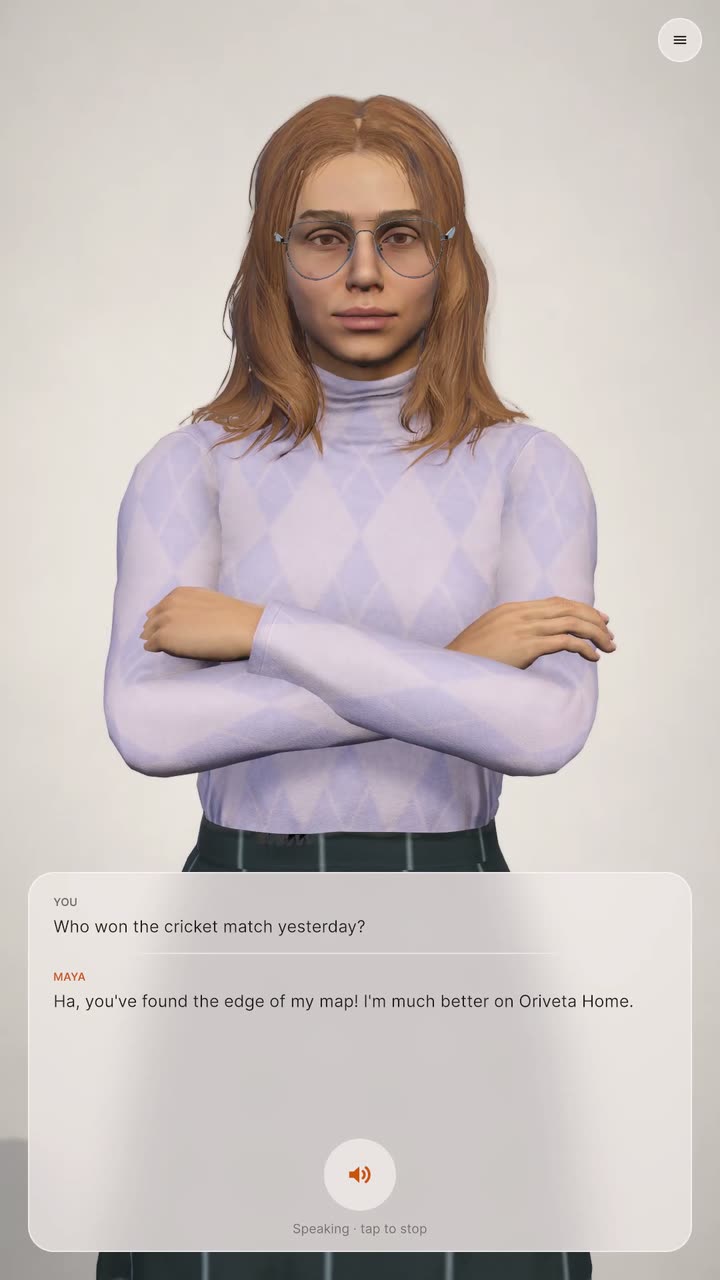 YOU
Who won the cricket match yesterday?
MAYA
Ha, you've found the edge of my map! I'm much better on Oriveta Home.
Speaking · tap to stop